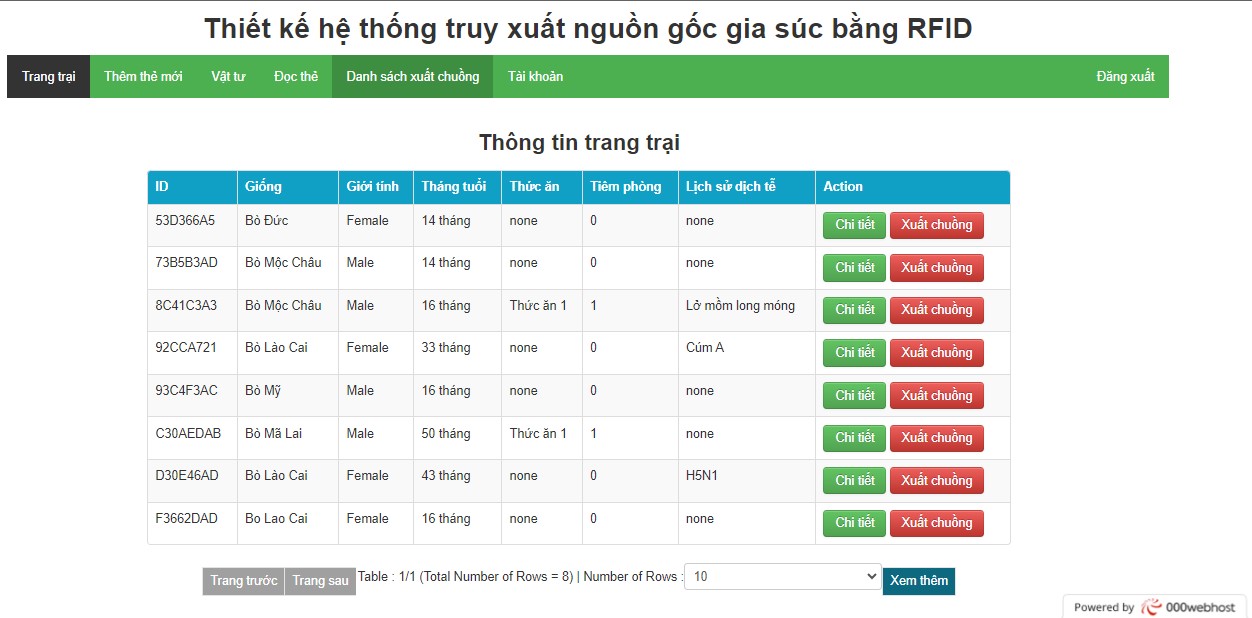 Thiết kế hệ thống truy xuất nguồn gốc gia súc bằng RFID
Trang trại Thêm thẻ mới Vật tư Đọc thẻ Danh sách xuất chuồng Tài khoản Đăng xuất
Thông tin trang trại
ID Giống Giới tính Tháng tuổi Thức ăn Tiêm phòng Lịch sử dịch tễ Action
53D366A5 Bò Đức Female 14 tháng none 0 none Chi tiết Xuất chuồng
73B5B3AD Bò Mộc Châu Male 14 tháng none 0 none Chi tiết Xuất chuồng
8C41C3A3 Bò Mộc Châu Male 16 tháng Thức ăn 1 1 Lở mồm long móng Chi tiết Xuất chuồng
92CCA721 Bò Lào Cai Female 33 tháng none 0 Cúm A Chi tiết Xuất chuồng
93C4F3AC Bò Mỹ Male 16 tháng none 0 none Chi tiết Xuất chuồng
C30AEDAB Bò Mã Lai Male 50 tháng Thức ăn 1 1 none Chi tiết Xuất chuồng
D30E46AD Bò Lào Cai Female 43 tháng none 0 H5N1 Chi tiết Xuất chuồng
F3662DAD Bo Lao Cai Female 16 tháng none 0 none Chi tiết Xuất chuồng
Trang trước Trang sau Table : 1/1 (Total Number of Rows = 8) | Number of Rows : 10 Xem thêm
Powered by 000webhost